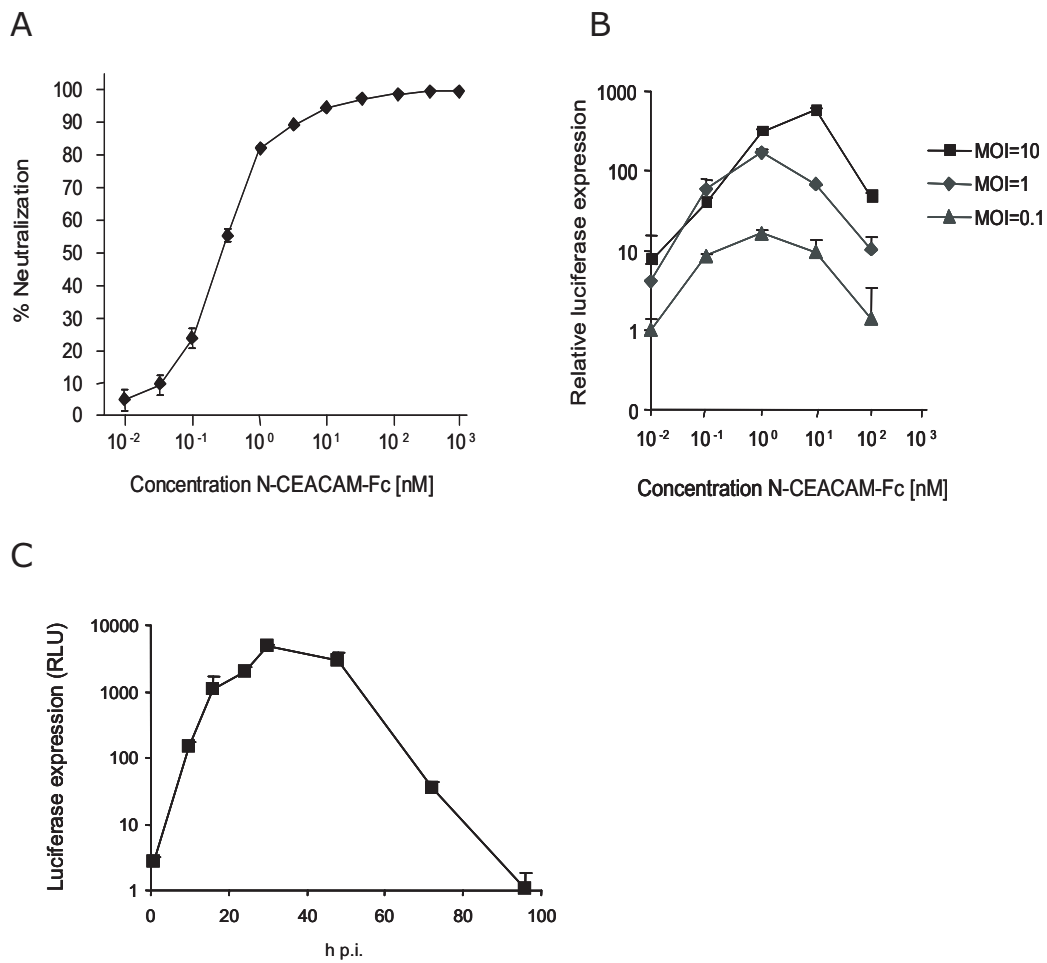 A
% Neutralization
100
90
80
70
60
50
40
30
20
10
0
10-2 10-1 100 101 102 103
Concentration N-CEACAM-Fc [nM]
B
Relative luciferase expression
1000
100
10
1
0
10-2 10-1 100 101 102 103
Concentration N-CEACAM-Fc [nM]
MOI=10
MOI=1
MOI=0.1
C
Luciferase expression (RLU)
10000
1000
100
10
1
0 20 40 60 80 100
h p.i.